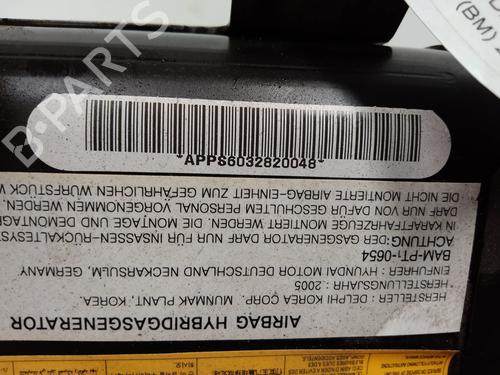 (BM)
*APPS6032820048*
AIRBAG HYBRIDGASGENERATOR
HERSTELLER : DELPHI KOREA CORP. MUNMAK PLANT, KOREA.
HERSTELLUNGSJAHR : 2005
EINFUHRER : HYUNDAI MOTOR DEUTSCHLAND NECKARSULM, GERMANY
BAM-PT1-0654
ACHTUNG: DER GASGENERATOR DARF NUR FÜR INSASSEN-RÜKALTESYS
IN KRAFTFAHRZEUGE MONTIERT WERDEN. DIE MONTAGE UND DEMONTAGE
DARF NUR VON DAFÜR GESCHULTEM PERSONAL VORGENOMMEN WERDEN.
DIE NICHT MONTIERTE AIRBAG-EINHEIT ZUM GEFÄHRLICHEN WURFSTÜCK W
B-Parts